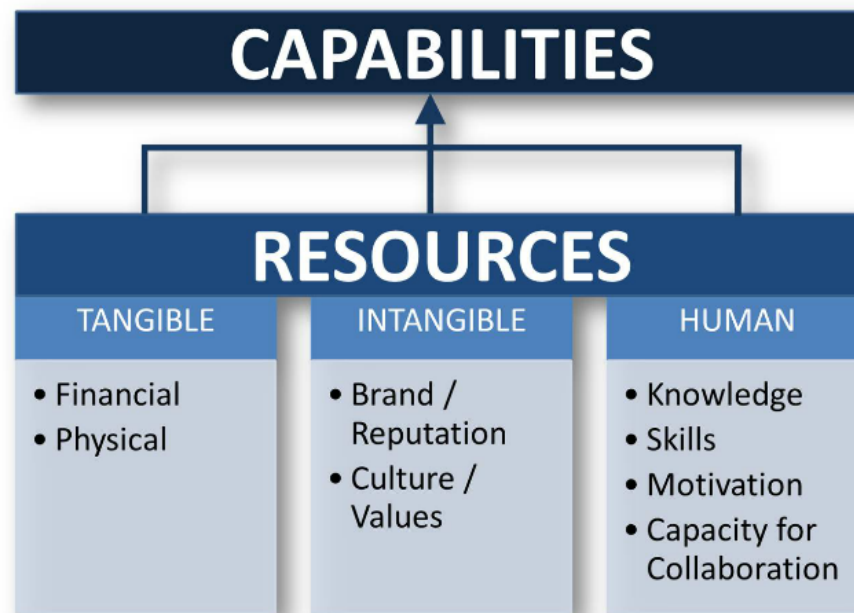 CAPABILITIES
RESOURCES
TANGIBLE
• Financial
• Physical
INTANGIBLE
• Brand /
Reputation
• Culture /
Values
HUMAN
• Knowledge
• Skills
• Motivation
• Capacity for
Collaboration